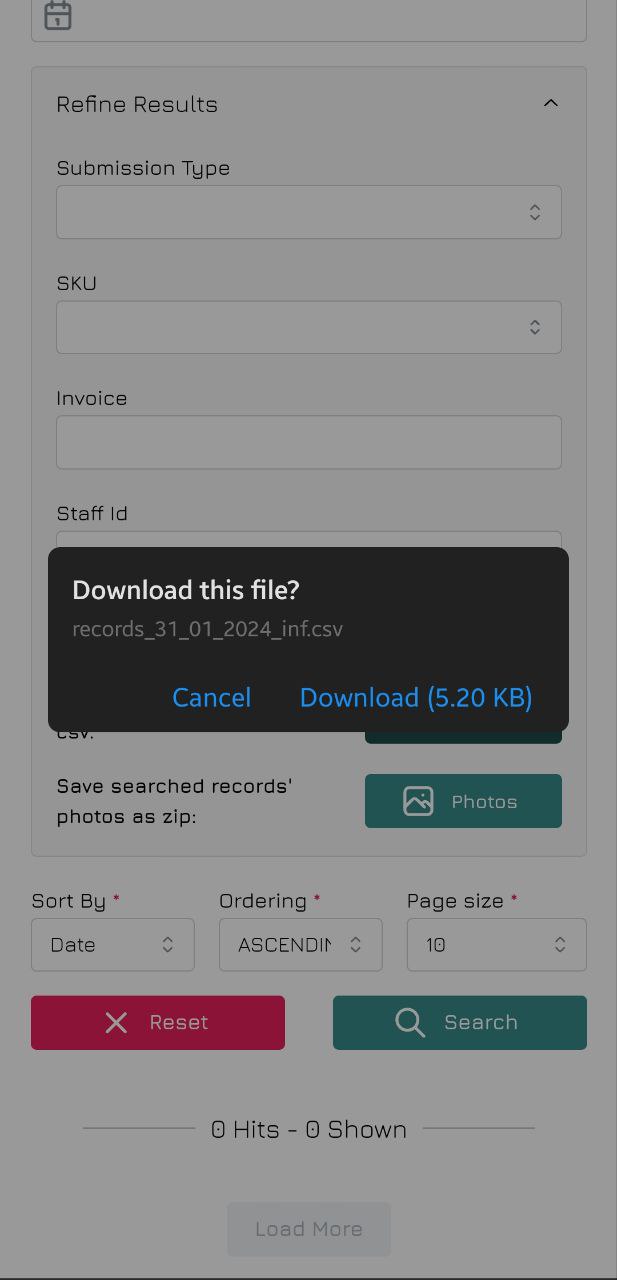 1
Refine Results
Submission Type
SKU
Invoice
Staff Id
Download this file?
records_31_01_2024_inf.csv
Cancel Download (5.20 KB)
csv:
Save searched records'
photos as zip:
Photos
Sort By * Ordering * Page size *
Date ASCENDIN 10
Reset Search
0 Hits - 0 Shown
Load More